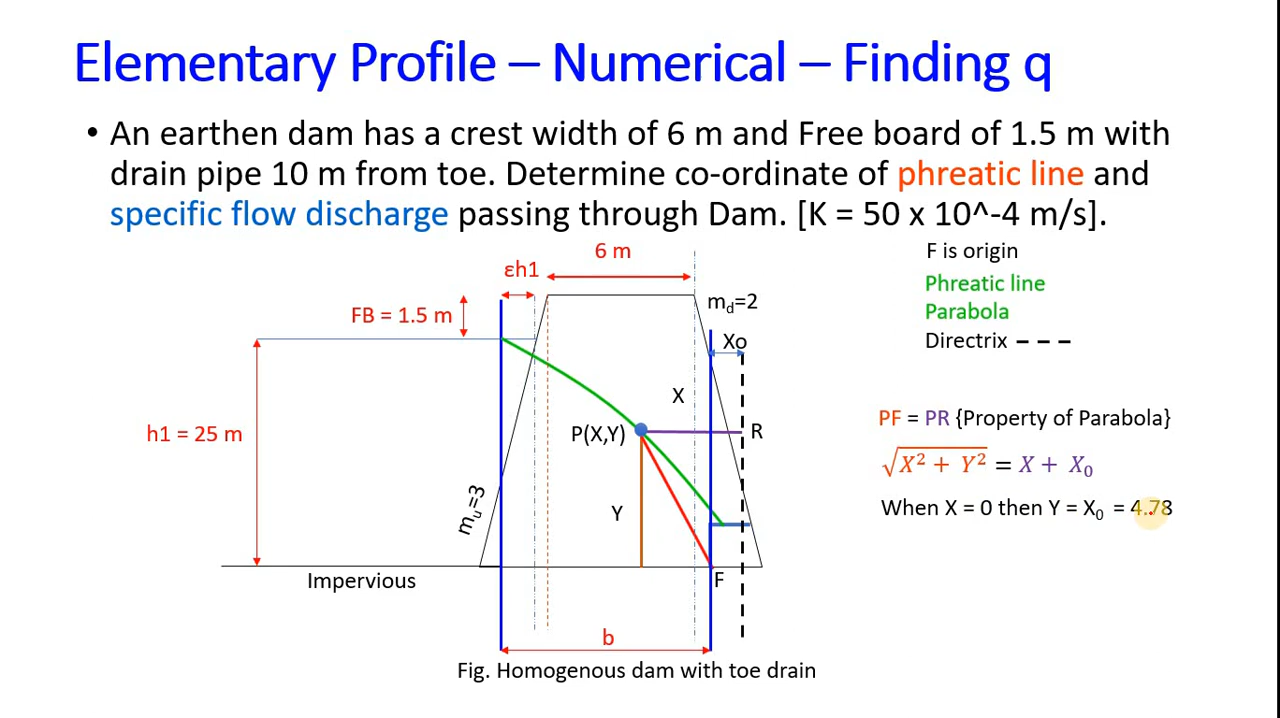 Elementary Profile – Numerical – Finding q
• An earthen dam has a crest width of 6 m and Free board of 1.5 m with
drain pipe 10 m from toe. Determine co-ordinate of phreatic line and
specific flow discharge passing through Dam. [K = 50 x 10^-4 m/s].
6 m
F is origin
εh1
Phreatic line
m_d=2
FB = 1.5 m
Parabola
Xo
Directrix – – –
X
PF = PR {Property of Parabola}
h1 = 25 m
P(X,Y)
R
√X² + Y² = X + X₀
m_u=3
Y
When X = 0 then Y = X₀ = 4.78
Impervious
F
b
Fig. Homogenous dam with toe drain